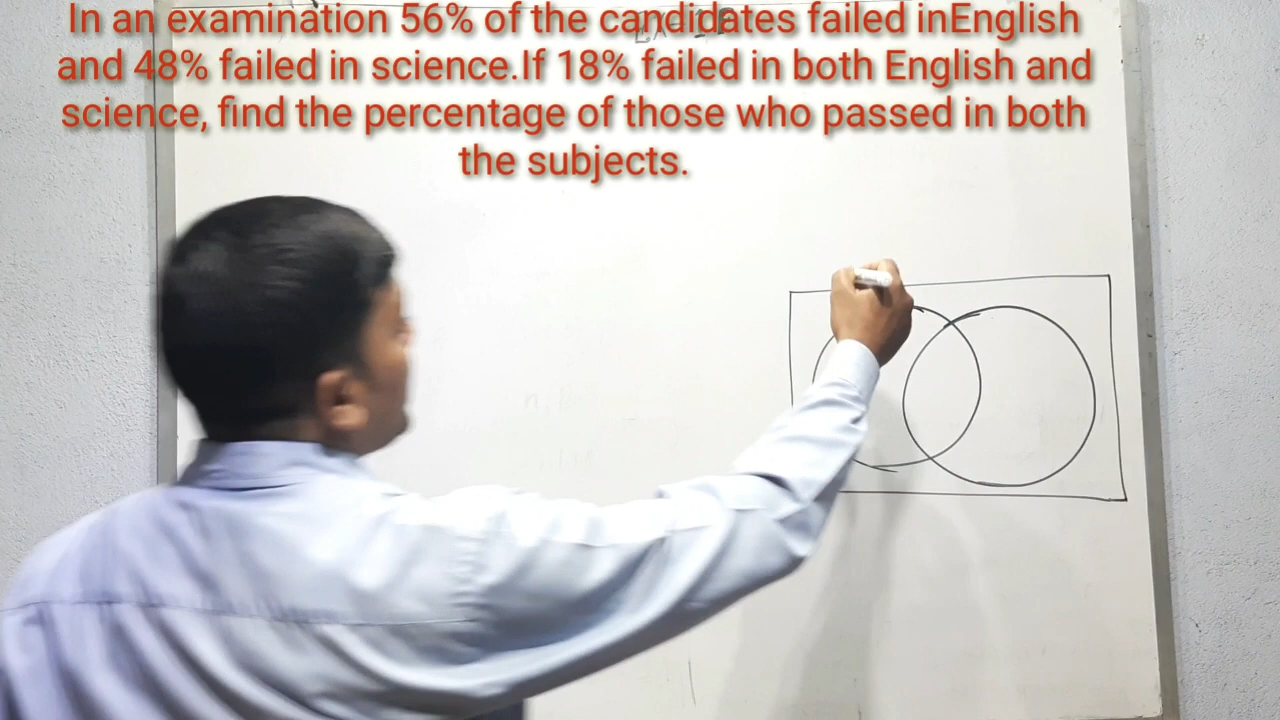 In an examination 56% of the candidates failed inEnglish
and 48% failed in science.If 18% failed in both English and
science, find the percentage of those who passed in both
the subjects.